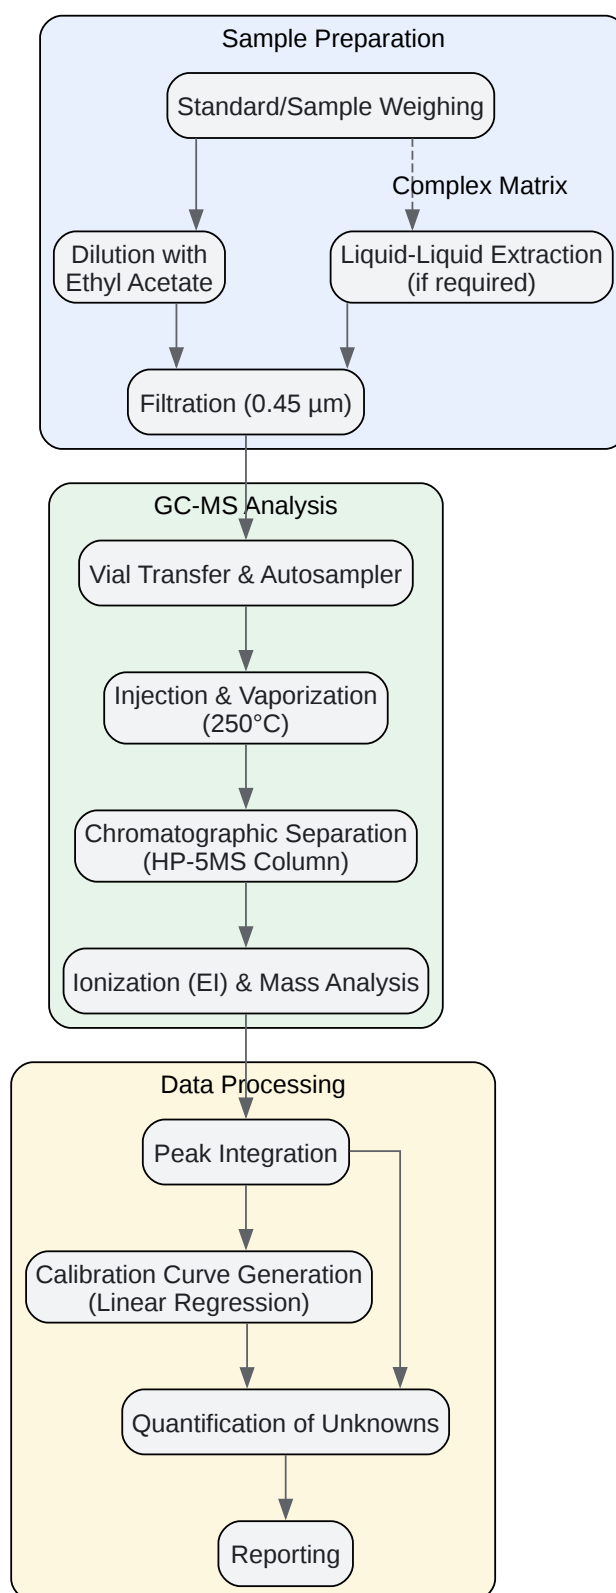 Sample Preparation
Standard/Sample Weighing
Complex Matrix
Dilution with
Ethyl Acetate
Liquid-Liquid Extraction
(if required)
Filtration (0.45 µm)
GC-MS Analysis
Vial Transfer & Autosampler
Injection & Vaporization
(250°C)
Chromatographic Separation
(HP-5MS Column)
Ionization (EI) & Mass Analysis
Data Processing
Peak Integration
Calibration Curve Generation
(Linear Regression)
Quantification of Unknowns
Reporting